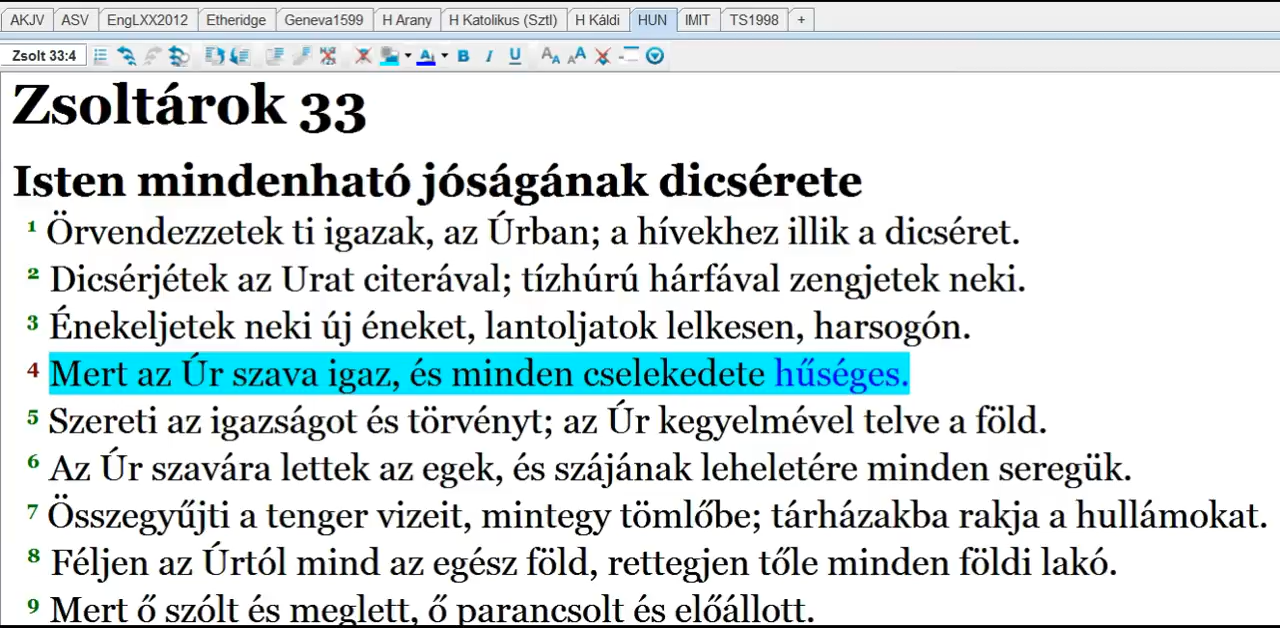 AKJV ASV EngLXX2012 Etheridge Geneva1599 H Arany H Katolikus (Sztl) H Káldi HUN IMIT TS1998 +
Zsolt 33:4
Zsoltárok 33
Isten mindenható jóságának dicsérete
1 Örvendezzetek ti igazak, az Úrban; a hívekhez illik a dicséret.
2 Dicsérjétek az Urat citerával; tízhúrú hárfával zengjetek neki.
3 Énekeljetek neki új éneket, lantoljatok lelkesen, harsogón.
4 Mert az Úr szava igaz, és minden cselekedete hűséges.
5 Szereti az igazságot és törvényt; az Úr kegyelmével telve a föld.
6 Az Úr szavára lettek az egek, és szájának leheletére minden seregük.
7 Összegyűjti a tenger vizeit, mintegy tömlőbe; tárházakba rakja a hullámokat.
8 Féljen az Úrtól mind az egész föld, rettegjen tőle minden földi lakó.
9 Mert ő szólt és meglett, ő parancsolt és előállott.